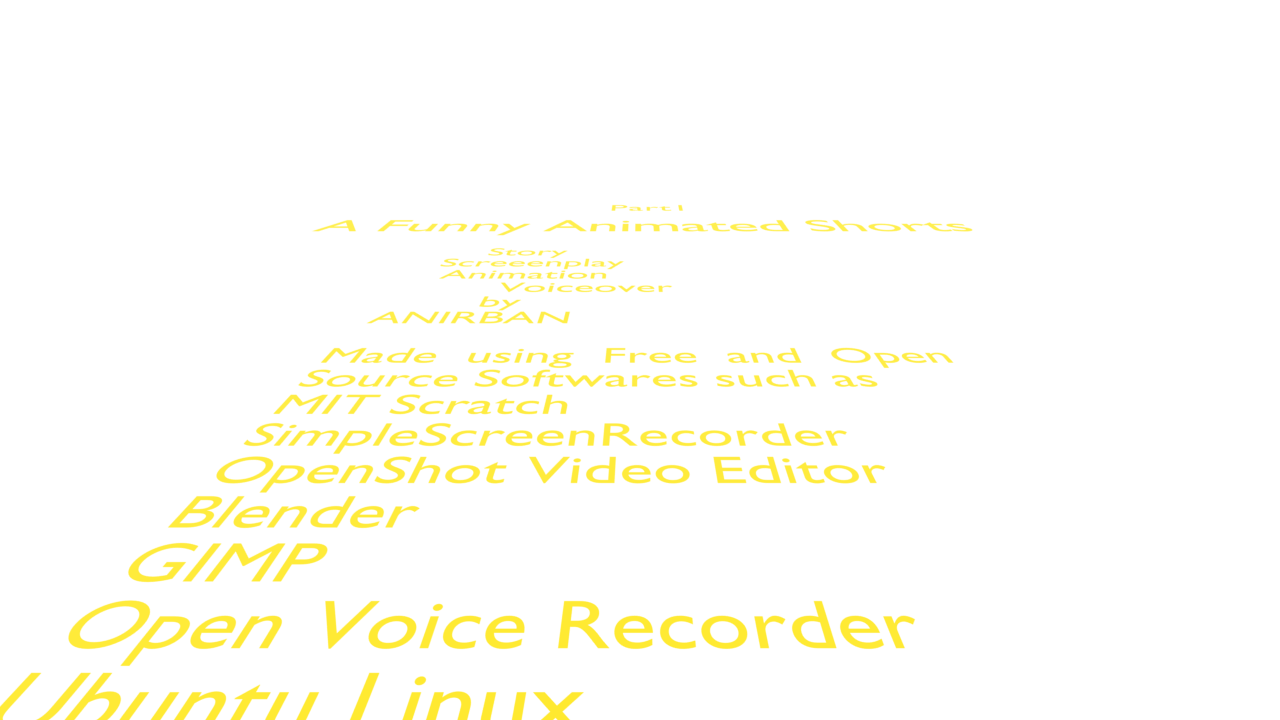 Part I
A Funny Animated Shorts
Story
Screeenplay
Animation
Voiceover
by
ANIRBAN
Made using Free and Open
Source Softwares such as
MIT Scratch
SimpleScreenRecorder
OpenShot Video Editor
Blender
GIMP
Open Voice Recorder
Ubuntu Linux